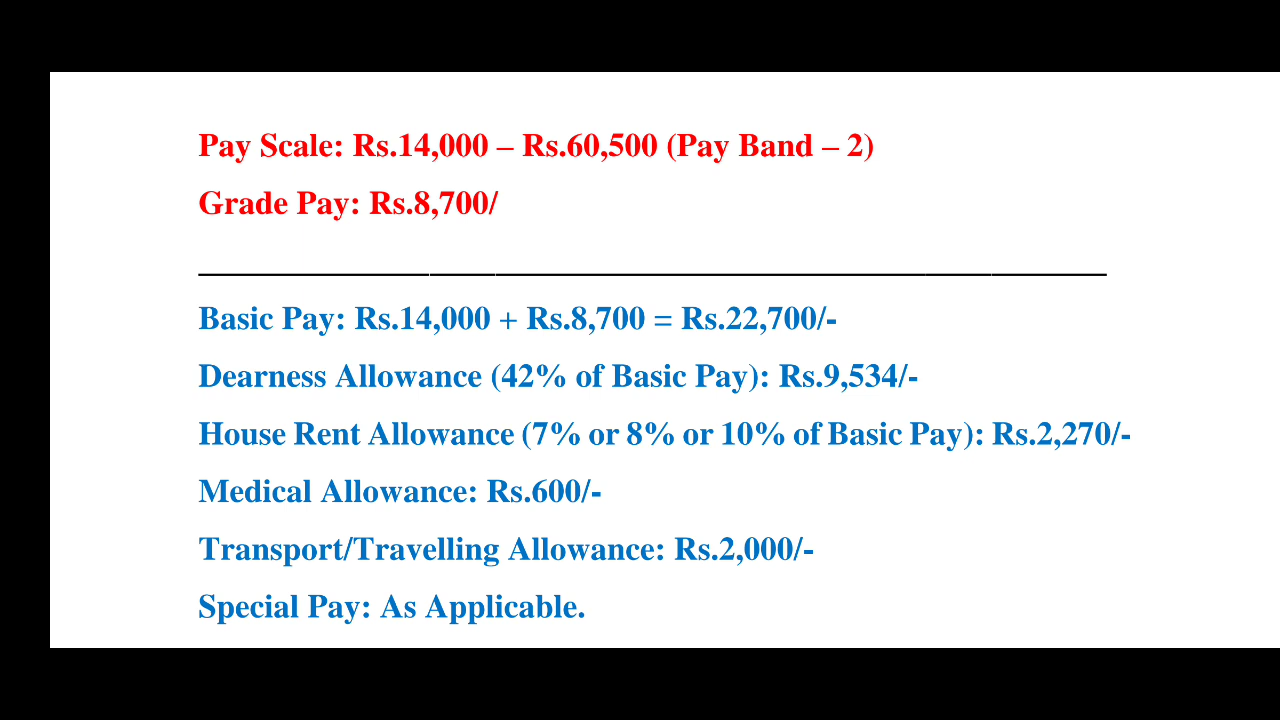 Pay Scale: Rs.14,000 – Rs.60,500 (Pay Band – 2)
Grade Pay: Rs.8,700/
Basic Pay: Rs.14,000 + Rs.8,700 = Rs.22,700/-
Dearness Allowance (42% of Basic Pay): Rs.9,534/-
House Rent Allowance (7% or 8% or 10% of Basic Pay): Rs.2,270/-
Medical Allowance: Rs.600/-
Transport/Travelling Allowance: Rs.2,000/-
Special Pay: As Applicable.